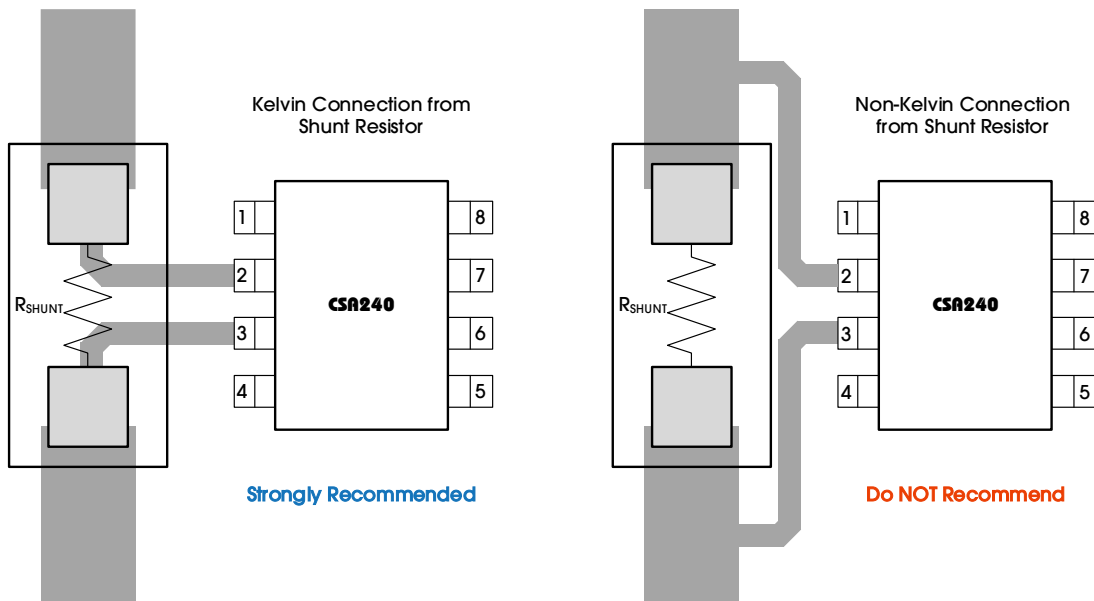 Kelvin Connection from
Shunt Resistor
1
2
3
4
8
7
6
5
RSHUNT
CSA240
Strongly Recommended
Non-Kelvin Connection
from Shunt Resistor
1
2
3
4
8
7
6
5
RSHUNT
CSA240
Do NOT Recommend